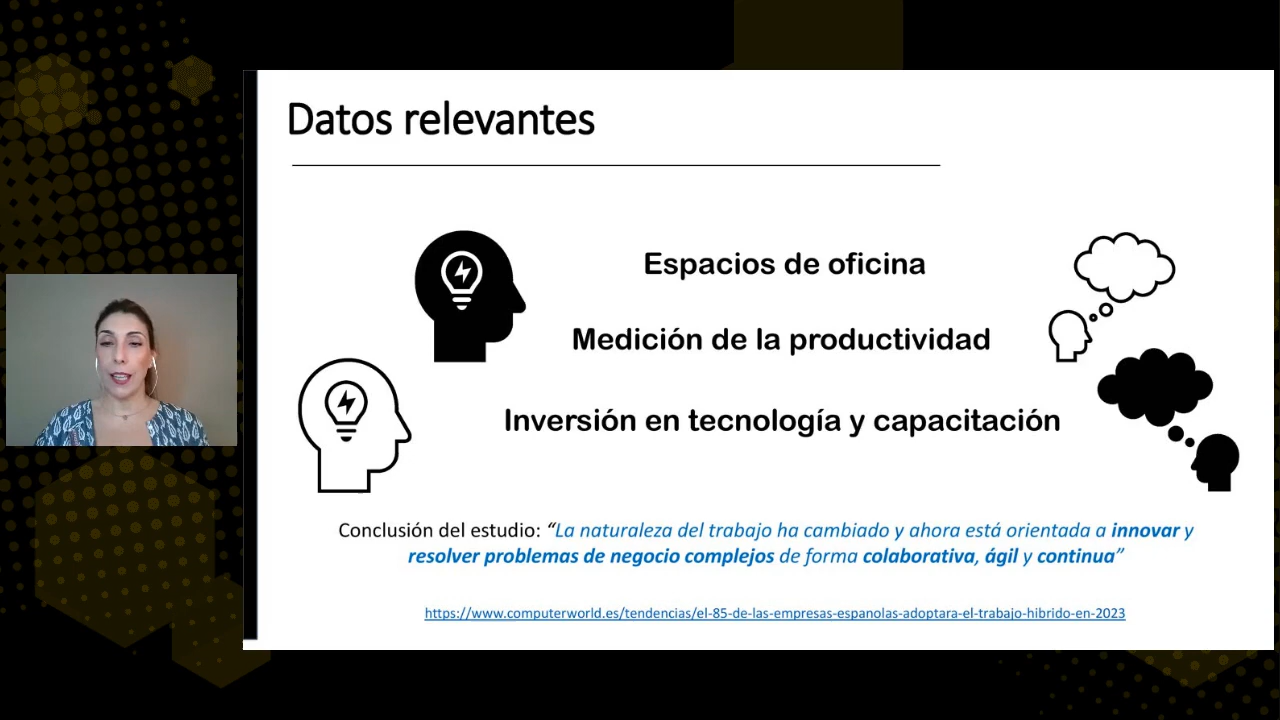 Datos relevantes
Espacios de oficina
Medición de la productividad
Inversión en tecnología y capacitación
Conclusión del estudio: “La naturaleza del trabajo ha cambiado y ahora está orientada a innovar y
resolver problemas de negocio complejos de forma colaborativa, ágil y continua”
https://www.computerworld.es/tendencias/el-85-de-las-empresas-espanolas-adoptara-el-trabajo-hibrido-en-2023